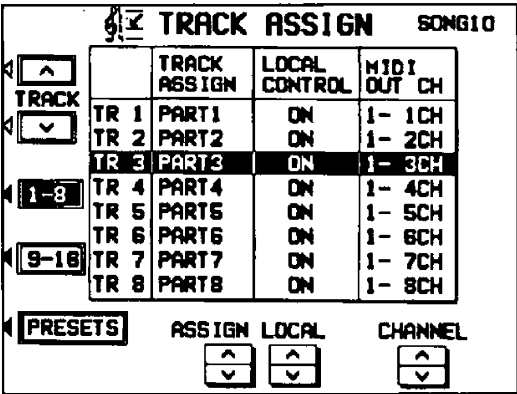 TRACK ASSIGN SONG10
TRACK ASSIGN LOCAL CONTROL MIDI OUT CH
TRACK
TR 1 PART1 ON 1- 1CH
TR 2 PART2 ON 1- 2CH
TR 3 PART3 ON 1- 3CH
TR 4 PART4 ON 1- 4CH
TR 5 PART5 ON 1- 5CH
TR 6 PART6 ON 1- 6CH
TR 7 PART7 ON 1- 7CH
TR 8 PART8 ON 1- 8CH
1-8
9-16
PRESETS
ASSIGN LOCAL CHANNEL